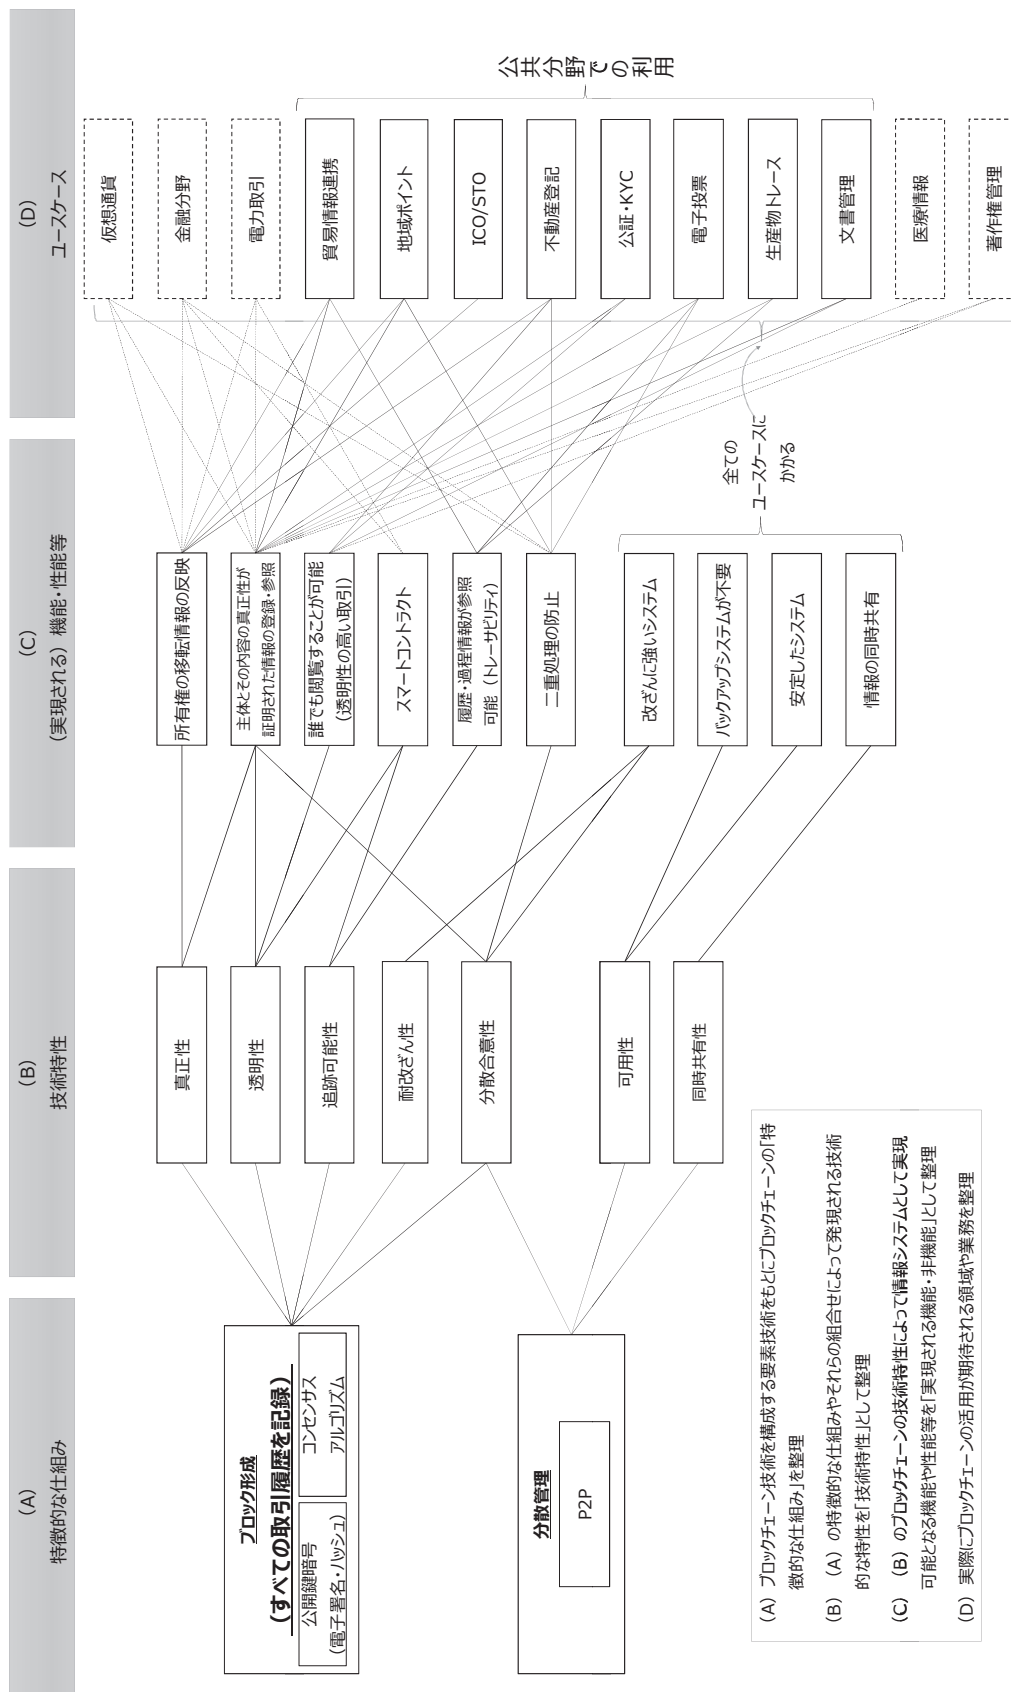 (A)
特徴的な仕組み
(B)
技術特性
(C)
(実現される)機能・性能等
(D)
ユースケース
ブロック形成
(すべての取引履歴を記録)
公開鍵暗号
(電子署名・ハッシュ)
コンセンサス
アルゴリズム
分散管理
P2P
真正性
透明性
追跡可能性
耐改ざん性
分散合意性
可用性
同時共有性
所有権の移転情報の反映
主体とその内容の真正性が
証明された情報の登録・参照
誰でも閲覧することが可能
(透明性の高い取引)
スマートコントラクト
履歴・過程情報が参照
可能(トレーサビリティ)
二重処理の防止
改ざんに強いシステム
バックアップシステムが不要
安定したシステム
情報の同時共有
全ての
ユースケースに
かかる
仮想通貨
金融分野
電力取引
貿易情報連携
地域ポイント
ICO/STO
不動産登記
公証・KYC
電子投票
生産物トレース
文書管理
医療情報
著作権管理
公共分野での利用
(A)ブロックチェーン技術を構成する要素技術をもとにブロックチェーンの「特
徴的な仕組み」を整理
(B)(A)の特徴的な仕組みやそれらの組合せによって発現される技術
的な特性を「技術特性」として整理
(C)(B)のブロックチェーンの技術特性によって情報システムとして実現
可能となる機能や性能等を「実現される機能・非機能」として整理
(D)実際にブロックチェーンの活用が期待される領域や業務を整理